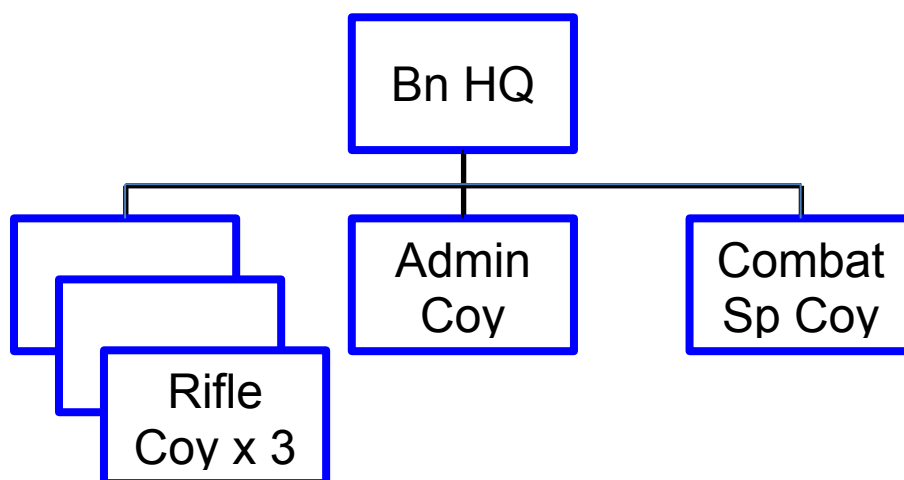 Bn HQ
Admin
Coy
Combat
Sp Coy
Rifle
Coy x 3